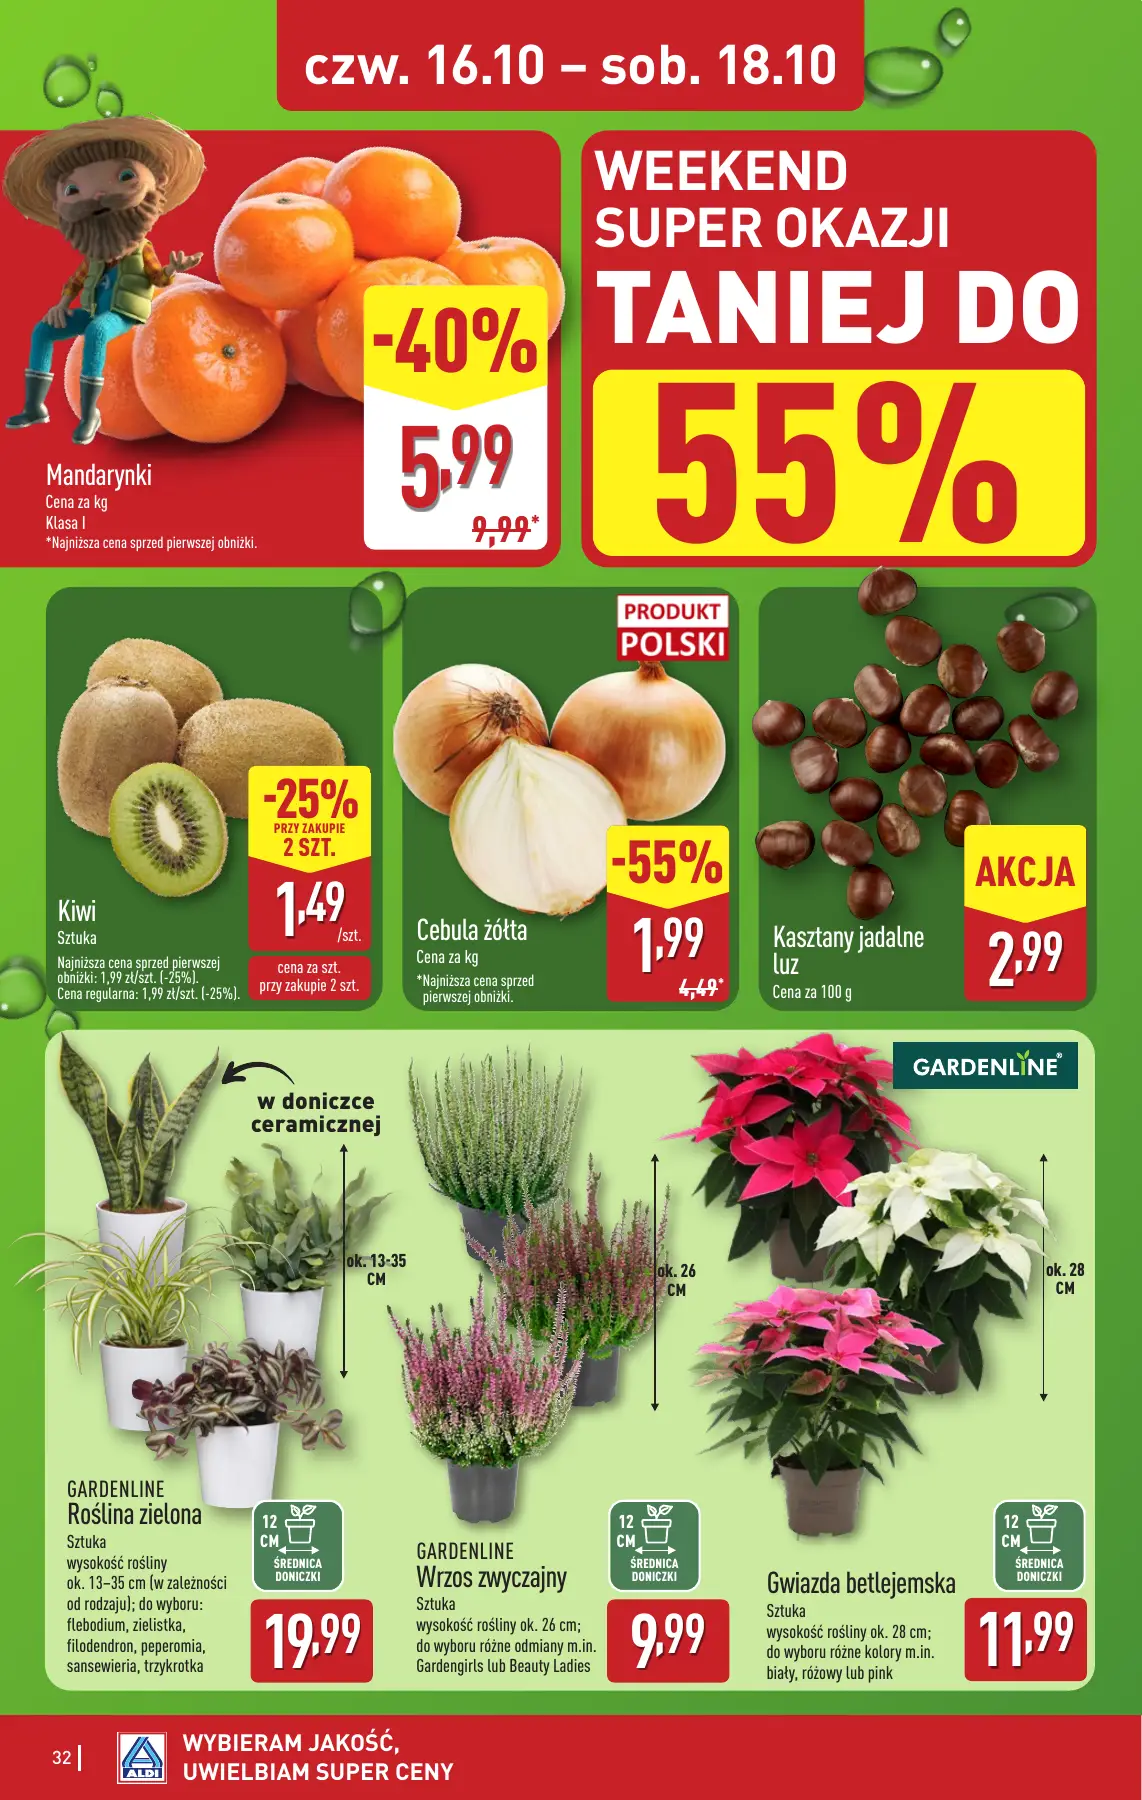 czw. 16.10 – sob. 18.10
WEEKEND
SUPER OKAZJI
TANIEJ DO
55%
-40%
5,99
9,99*
Mandarynki
Cena za kg
Klasa I
*Najniższa cena sprzed pierwszej obniżki.
Kiwi
Sztuka
Najniższa cena sprzed pierwszej
obniżki: 1,99 zł/szt. (-25%).
Cena regularna: 1,99 zł/szt. (-25%).
-25%
PRZY ZAKUPIE
2 SZT.
1,49
/szt.
cena za szt.
przy zakupie 2 szt.
PRODUKT
POLSKI
Cebula żółta
Cena za kg
*Najniższa cena sprzed
pierwszej obniżki.
-55%
1,99
4,49*
Kasztany jadalne
luz
Cena za 100 g
AKCJA
2,99
GARDENLINE®
w doniczce
ceramicznej
ok. 13-35
CM
ok. 26
CM
ok. 28
CM
GARDENLINE
Roślina zielona
Sztuka
wysokość rośliny
ok. 13–35 cm (w zależności
od rodzaju); do wyboru:
flebodium, zielistka,
filodendron, peperomia,
sansewieria, trzykrotka
12
CM
ŚREDNICA
DONICZKI
19,99
GARDENLINE
Wrzos zwyczajny
Sztuka
wysokość rośliny ok. 26 cm;
do wyboru różne odmiany m.in.
Gardengirls lub Beauty Ladies
12
CM
ŚREDNICA
DONICZKI
9,99
Gwiazda betlejemska
Sztuka
wysokość rośliny ok. 28 cm;
do wyboru różne kolory m.in.
biały, różowy lub pink
12
CM
ŚREDNICA
DONICZKI
11,99
32
ALDI
WYBIERAM JAKOŚĆ,
UWIELBIAM SUPER CENY